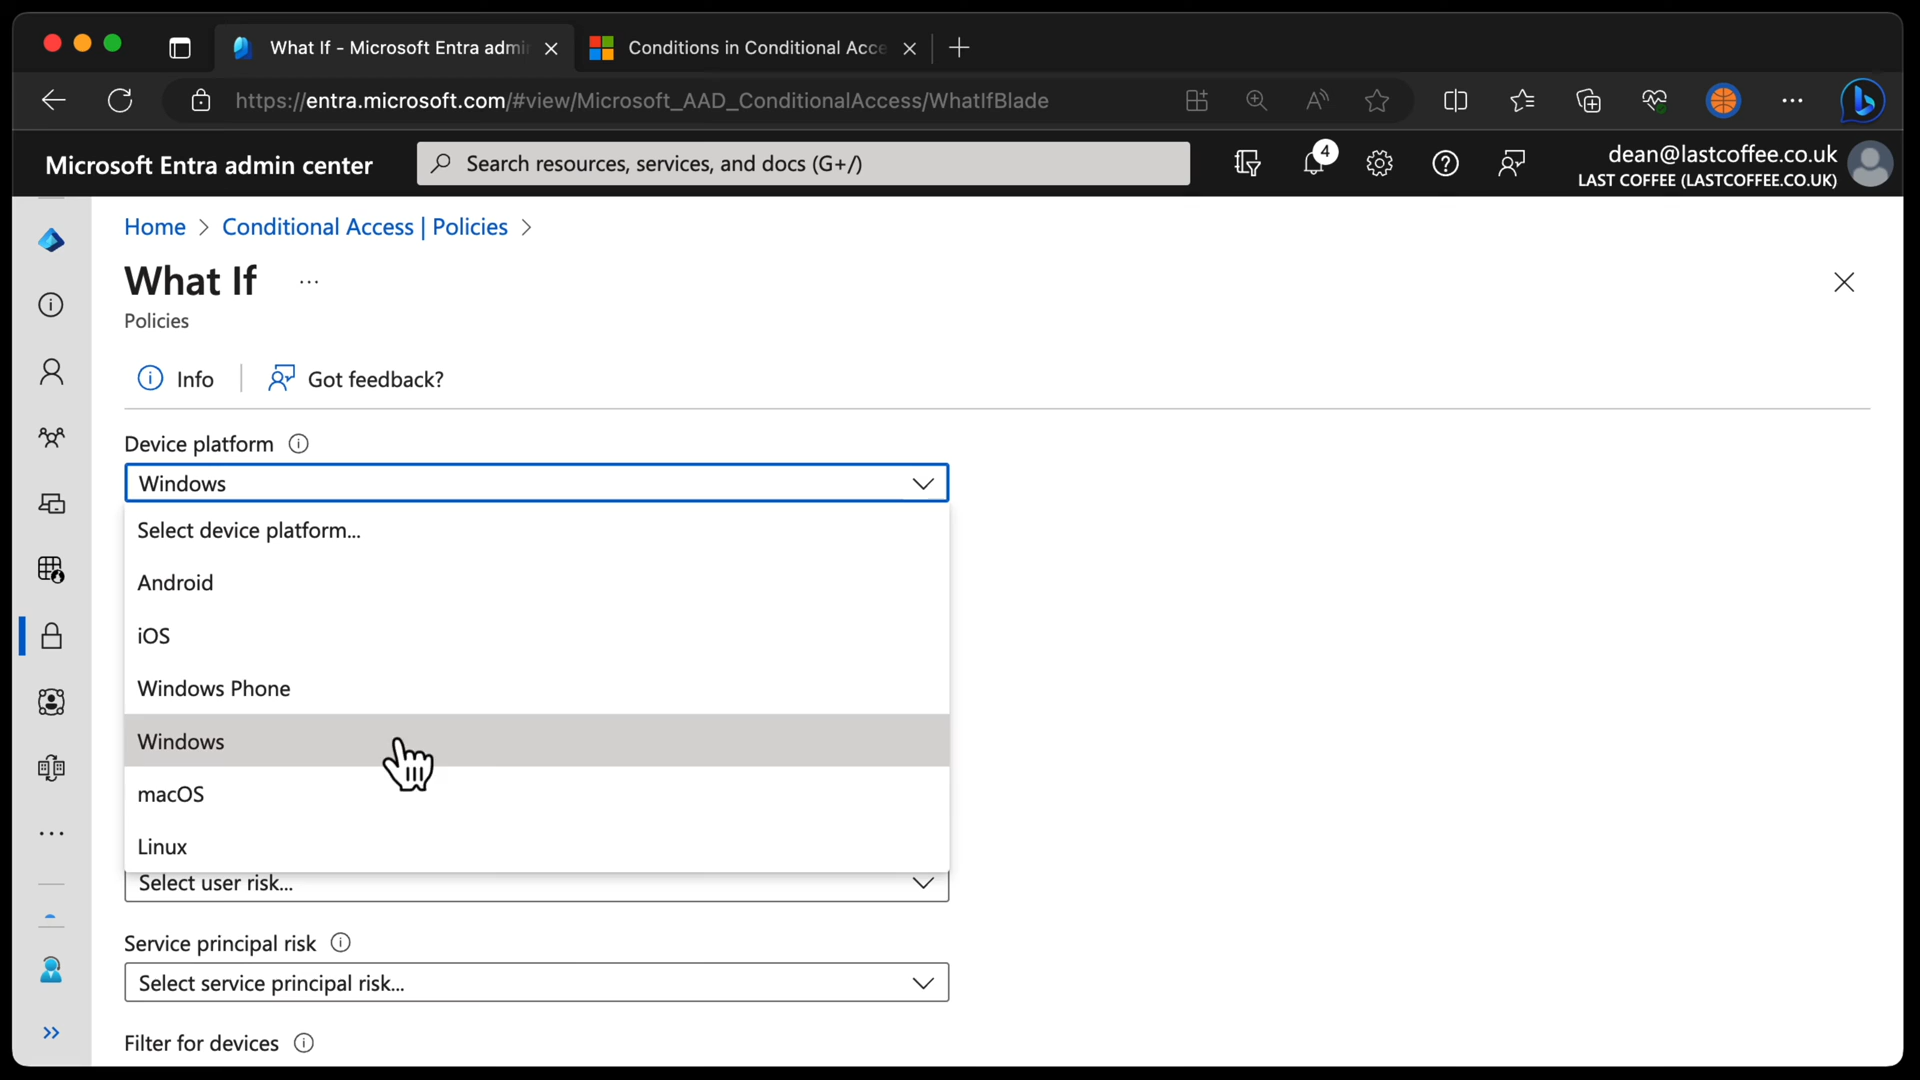 What If - Microsoft Entra admi
Conditions in Conditional Acce
https://entra.microsoft.com/#view/Microsoft_AAD_ConditionalAccess/WhatIfBlade
Microsoft Entra admin center
Search resources, services, and docs (G+/)
4
dean@lastcoffee.co.uk
LAST COFFEE (LASTCOFFEE.CO.UK)
Home > Conditional Access | Policies >
What If ...
Policies
Info
Got feedback?
Device platform
Windows
Select device platform...
Android
iOS
Windows Phone
Windows
macOS
Linux
Select user risk...
Service principal risk
Select service principal risk...
Filter for devices